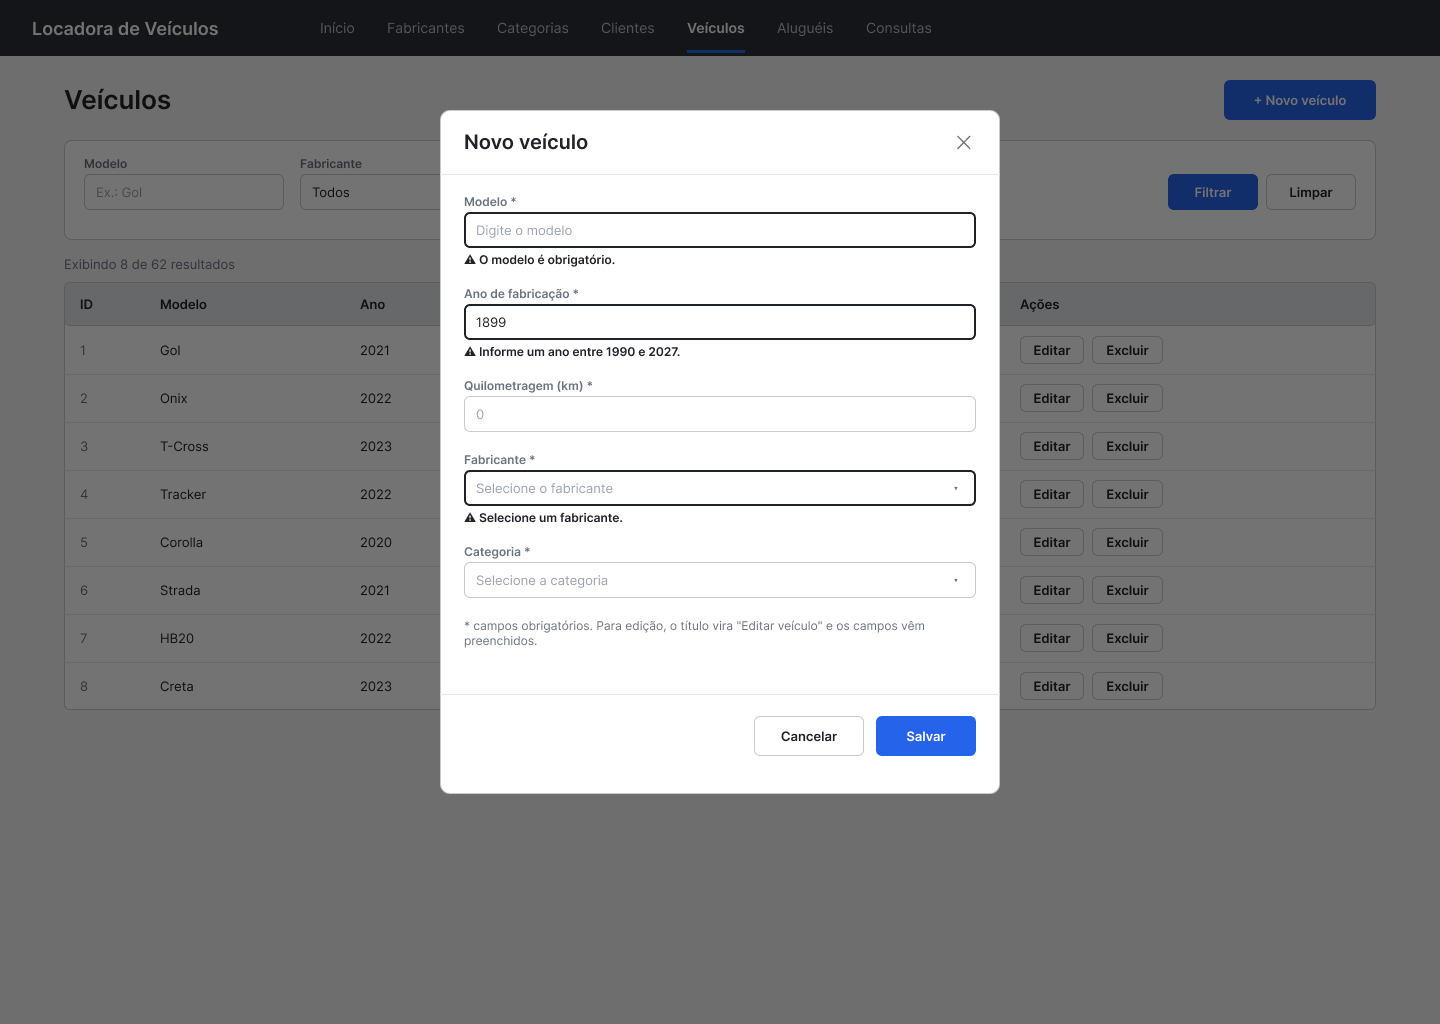 Locadora de Veículos
Início Fabricantes Categorias Clientes Veículos Aluguéis Consultas
Veículos
+ Novo veículo
Modelo
Ex.: Gol
Fabricante
Todos
Filtrar
Limpar
Exibindo 8 de 62 resultados
ID Modelo Ano Ações
1 Gol 2021 Editar Excluir
2 Onix 2022 Editar Excluir
3 T-Cross 2023 Editar Excluir
4 Tracker 2022 Editar Excluir
5 Corolla 2020 Editar Excluir
6 Strada 2021 Editar Excluir
7 HB20 2022 Editar Excluir
8 Creta 2023 Editar Excluir
Novo veículo
Modelo *
Digite o modelo
⚠ O modelo é obrigatório.
Ano de fabricação *
1899
⚠ Informe um ano entre 1990 e 2027.
Quilometragem (km) *
0
Fabricante *
Selecione o fabricante
⚠ Selecione um fabricante.
Categoria *
Selecione a categoria
* campos obrigatórios. Para edição, o título vira "Editar veículo" e os campos vêm
preenchidos.
Cancelar
Salvar